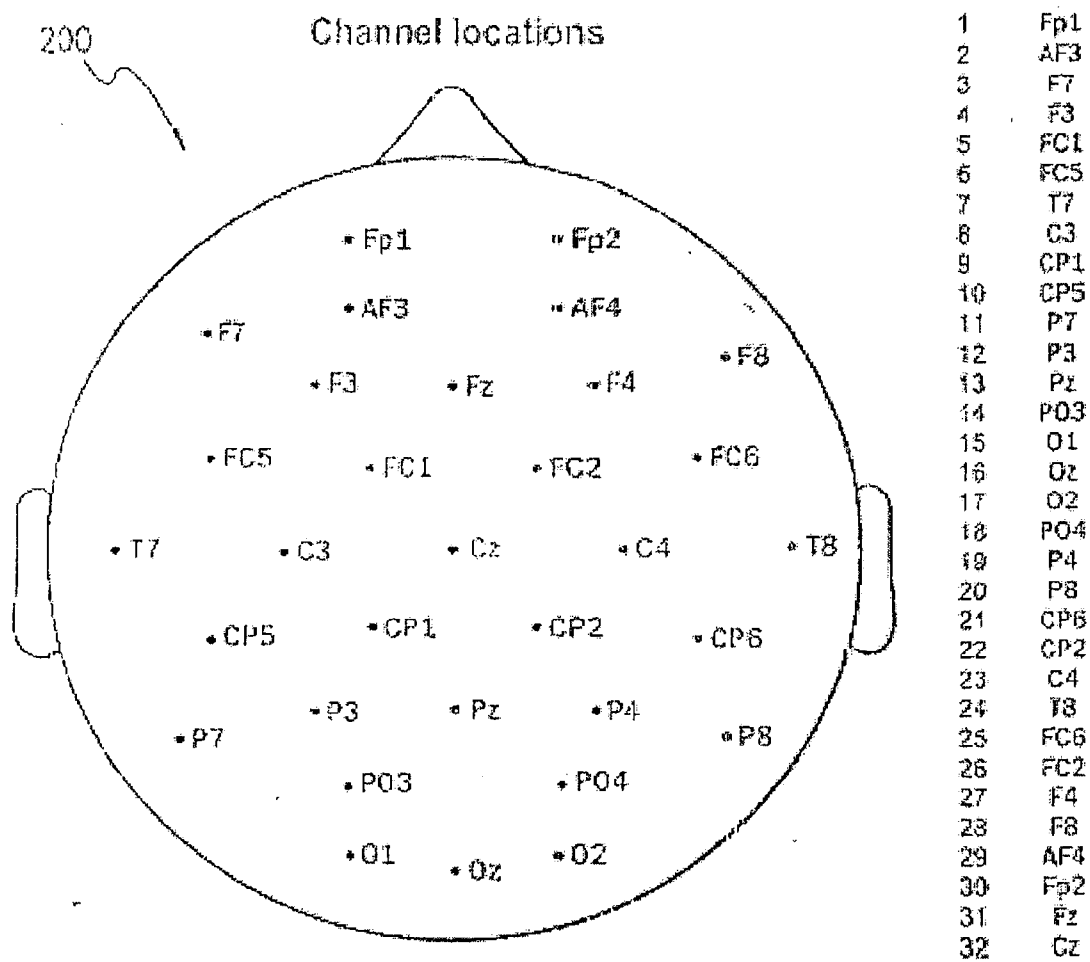 200
Channel locations
Fp1 Fp2
AF3 AF4
F7
F8
F3 Fz F4
FC5 FC1 FC2 FC6
T7 C3 Cz C4 T8
CP5 CP1 CP2 CP6
P3 Pz P4
P7 P8
PO3 PO4
O1 Oz O2
1 Fp1
2 AF3
3 F7
4 F3
5 FC1
6 FC5
7 T7
8 C3
9 CP1
10 CP5
11 P7
12 P3
13 Pz
14 PO3
15 O1
16 Oz
17 O2
18 PO4
19 P4
20 P8
21 CP6
22 CP2
23 C4
24 T8
25 FC6
26 FC2
27 F4
28 F8
29 AF4
30 Fp2
31 Fz
32 Cz